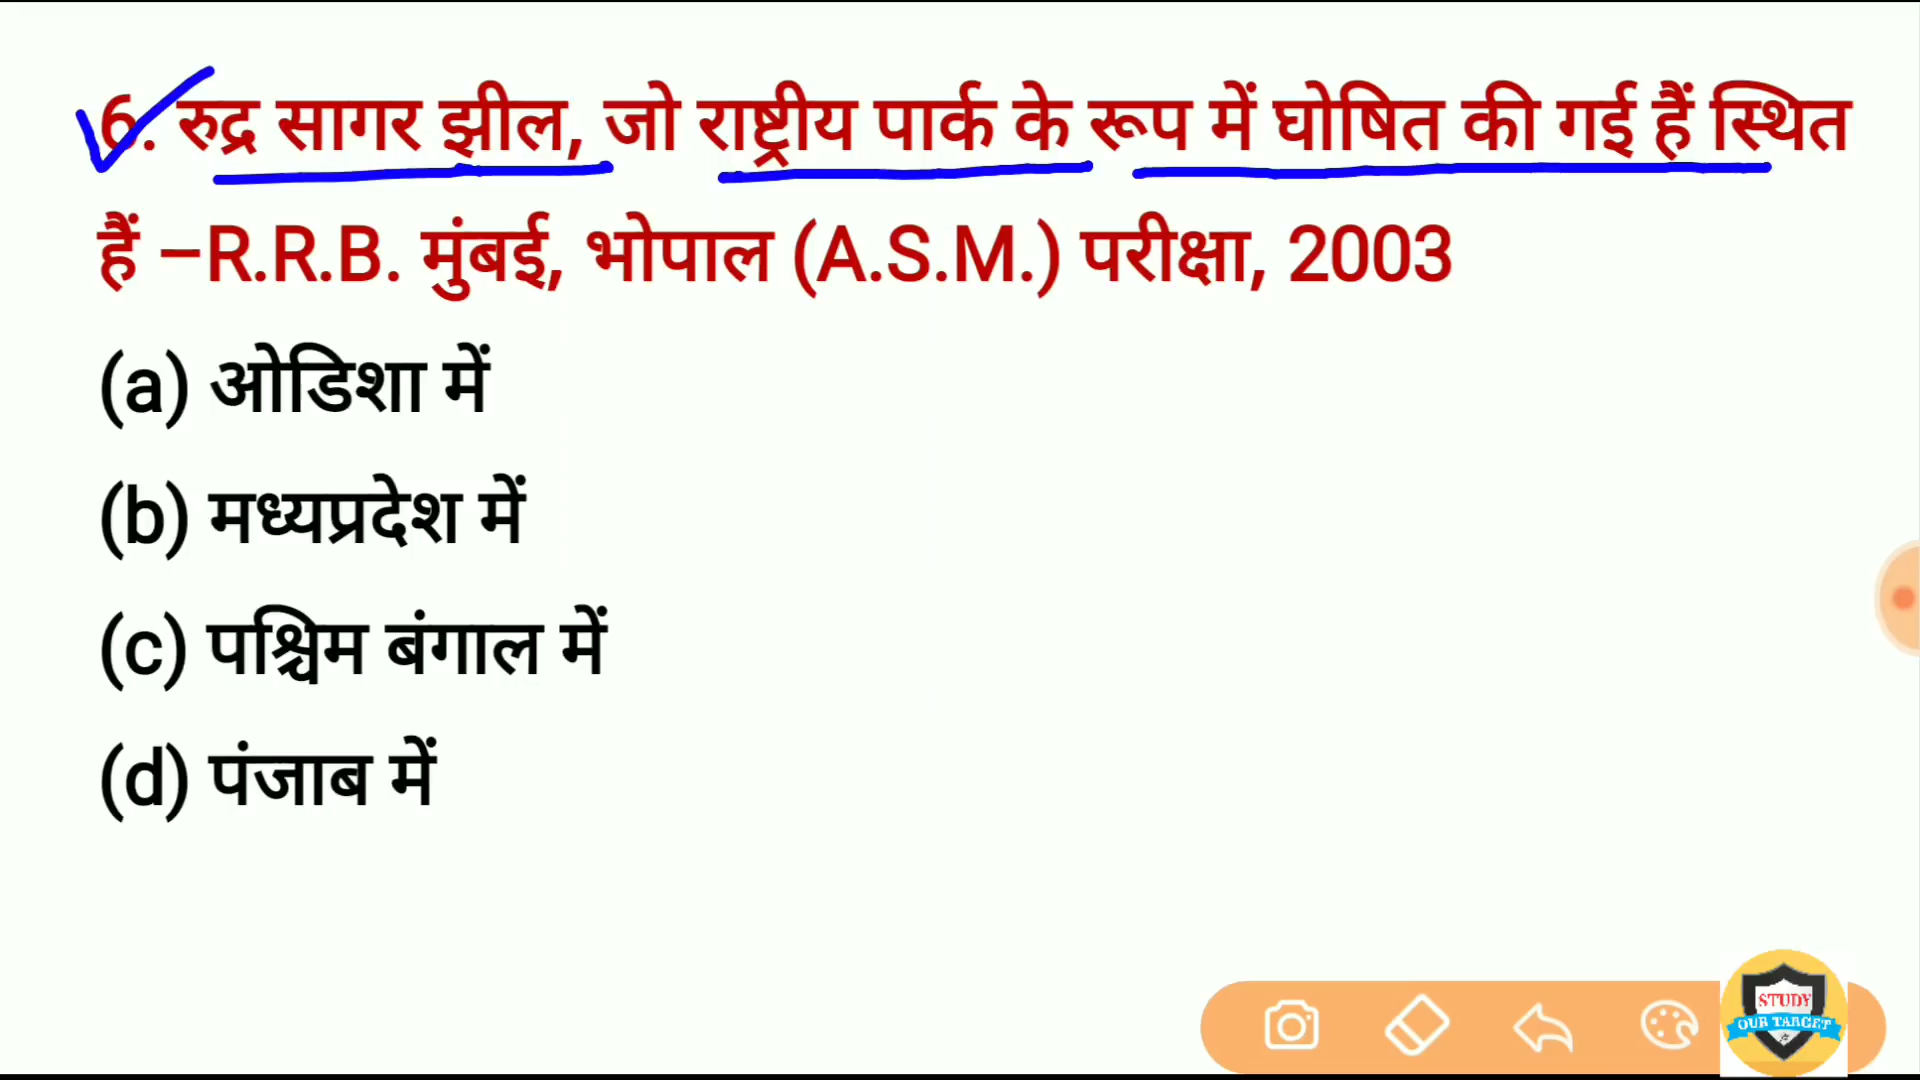 6. रुद्र सागर झील, जो राष्ट्रीय पार्क के रूप में घोषित की गई हैं स्थित
हैं –R.R.B. मुंबई, भोपाल (A.S.M.) परीक्षा, 2003
(a) ओडिशा में
(b) मध्यप्रदेश में
(c) पश्चिम बंगाल में
(d) पंजाब में
STUDY
OUR TARGET